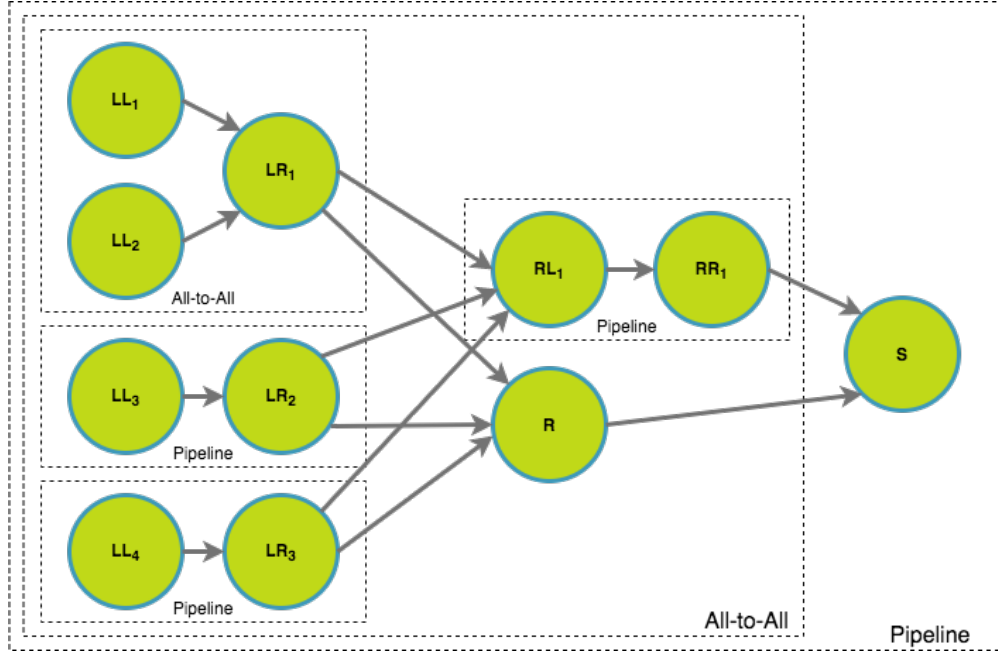 LL₁
LR₁
LL₂
All-to-All
RL₁
RR₁
Pipeline
S
LL₃
LR₂
Pipeline
R
LL₄
LR₃
Pipeline
All-to-All
Pipeline